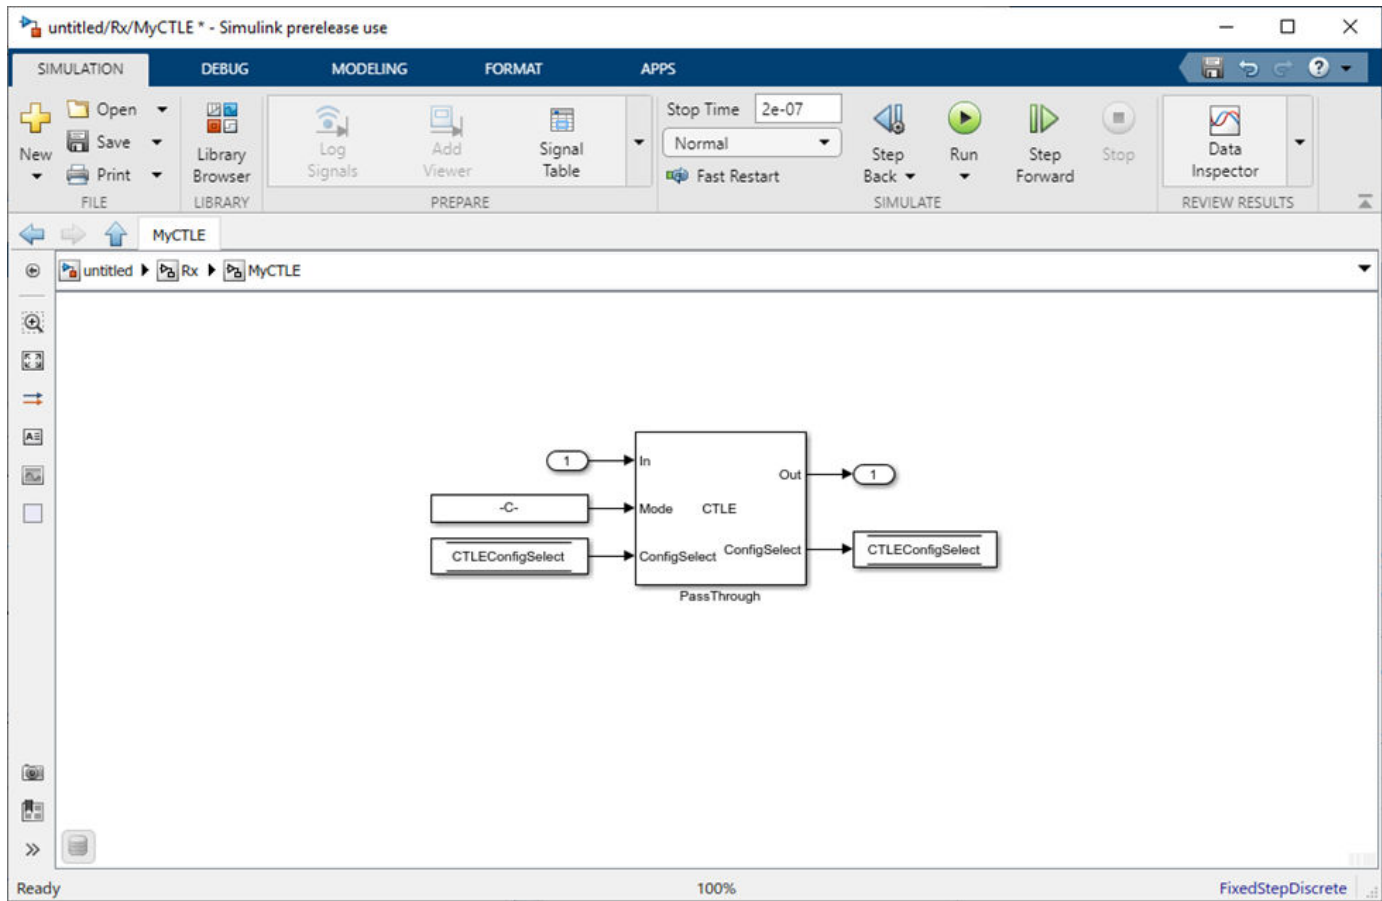 untitled/Rx/MyCTLE * - Simulink prerelease use
SIMULATION DEBUG MODELING FORMAT APPS
New
Open
Save
Print
FILE
Library
Browser
LIBRARY
Log
Signals
Add
Viewer
Signal
Table
PREPARE
Stop Time 2e-07
Normal
Fast Restart
Step
Back
Run
Step
Forward
Stop
SIMULATE
Data
Inspector
REVIEW RESULTS
MyCTLE
untitled Rx MyCTLE
1
-C-
CTLEConfigSelect
In
Mode
ConfigSelect
CTLE
Out
ConfigSelect
PassThrough
1
CTLEConfigSelect
Ready 100% FixedStepDiscrete